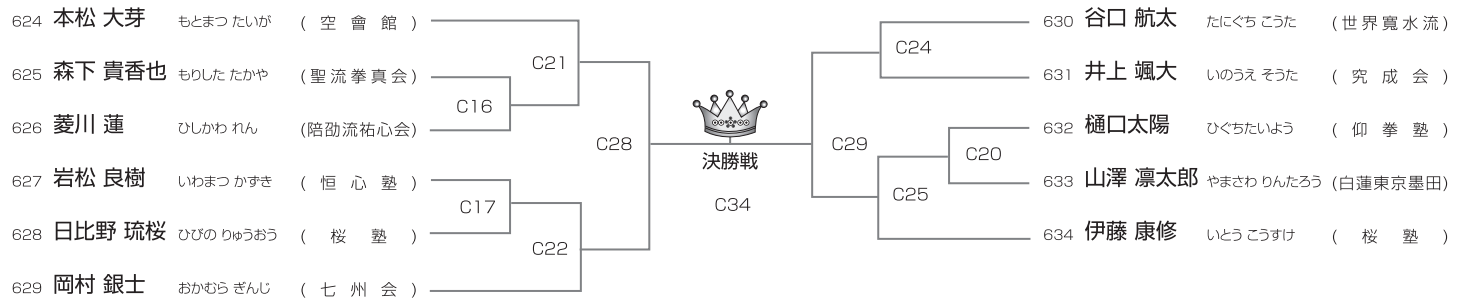 624 本松 大芽 もとまつ たいが ( 空 會 館 )
625 森下 貴香也 もりした たかや (聖流拳真会)
626 菱川 蓮 ひしかわ れん (陪劭流祐心会)
627 岩松 良樹 いわまつ かずき ( 恒 心 塾 )
628 日比野 琉桜 ひびの りゅうおう ( 桜 塾 )
629 岡村 銀士 おかむら ぎんじ ( 七 州 会 )
C21
C16
C17
C22
C28
決勝戦
C34
C29
C24
C20
C25
630 谷口 航太 たにぐち こうた (世界寛水流)
631 井上 颯大 いのうえ そうた ( 究 成 会 )
632 樋口太陽 ひぐちたいよう ( 仰 拳 塾 )
633 山澤 凛太郎 やまさわ りんたろう (白蓮東京墨田)
634 伊藤 康修 いとう こうすけ ( 桜 塾 )